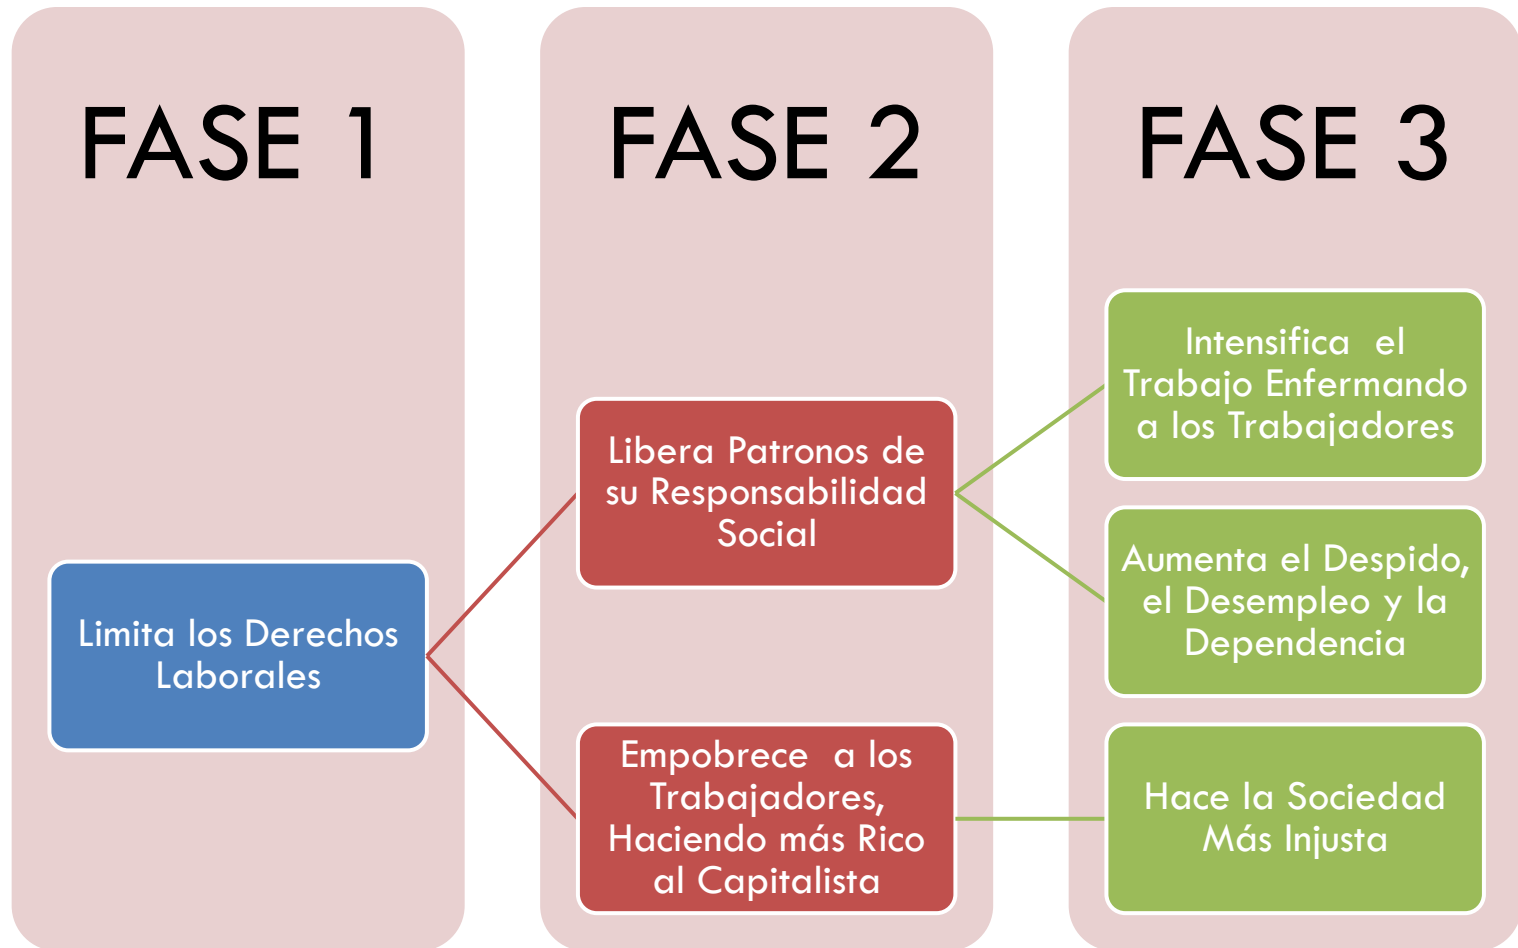 FASE 1
Limita los Derechos
Laborales
FASE 2
Libera Patronos de
su Responsabilidad
Social
Empobrece a los
Trabajadores,
Haciendo más Rico
al Capitalista
FASE 3
Intensifica el
Trabajo Enfermando
a los Trabajadores
Aumenta el Despido,
el Desempleo y la
Dependencia
Hace la Sociedad
Más Injusta